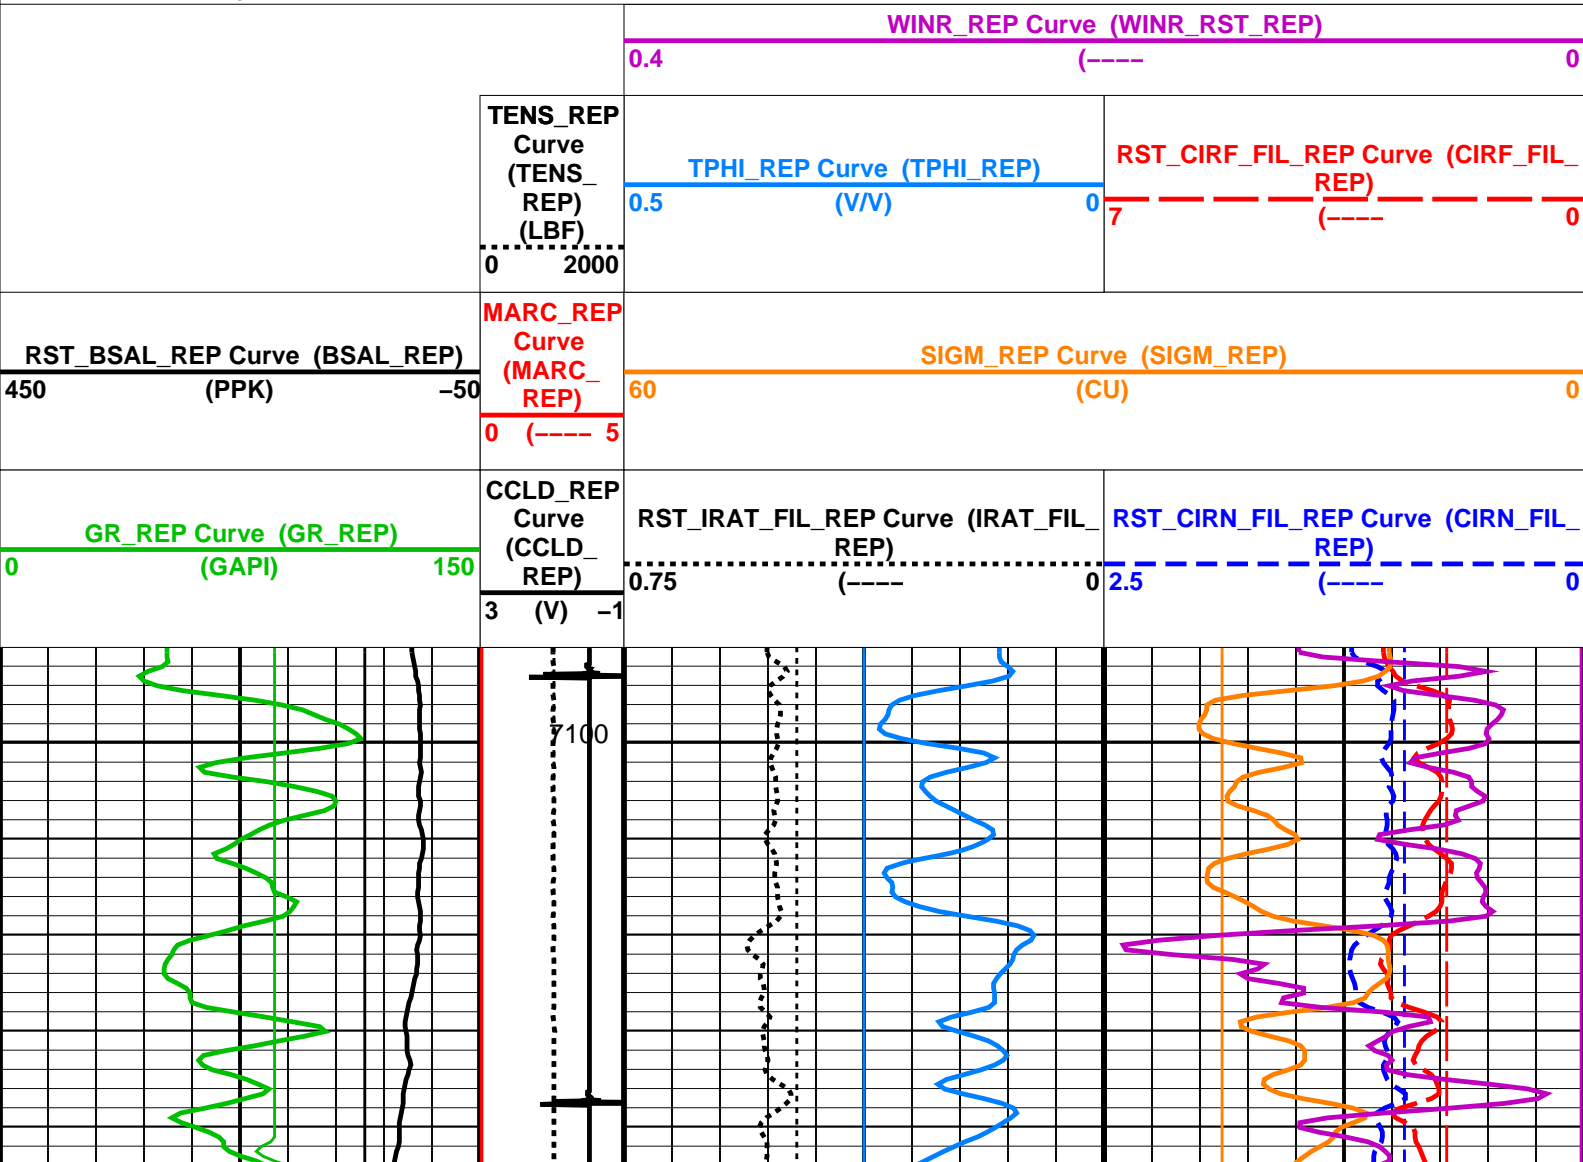 WINR_REP Curve (WINR_RST_REP)
0.4 (---- 0
TENS_REP
Curve
(TENS_
REP)
(LBF)
0 2000
TPHI_REP Curve (TPHI_REP)
0.5 (V/V) 0
RST_CIRF_FIL_REP Curve (CIRF_FIL_
REP)
7 (---- 0
RST_BSAL_REP Curve (BSAL_REP)
450 (PPK) -50
MARC_REP
Curve
(MARC_
REP)
0 (---- 5
SIGM_REP Curve (SIGM_REP)
60 (CU) 0
GR_REP Curve (GR_REP)
0 (GAPI) 150
CCLD_REP
Curve
(CCLD_
REP)
3 (V) -1
RST_IRAT_FIL_REP Curve (IRAT_FIL_
REP)
0.75 (---- 0
RST_CIRN_FIL_REP Curve (CIRN_FIL_
REP)
2.5 (---- 0
7100